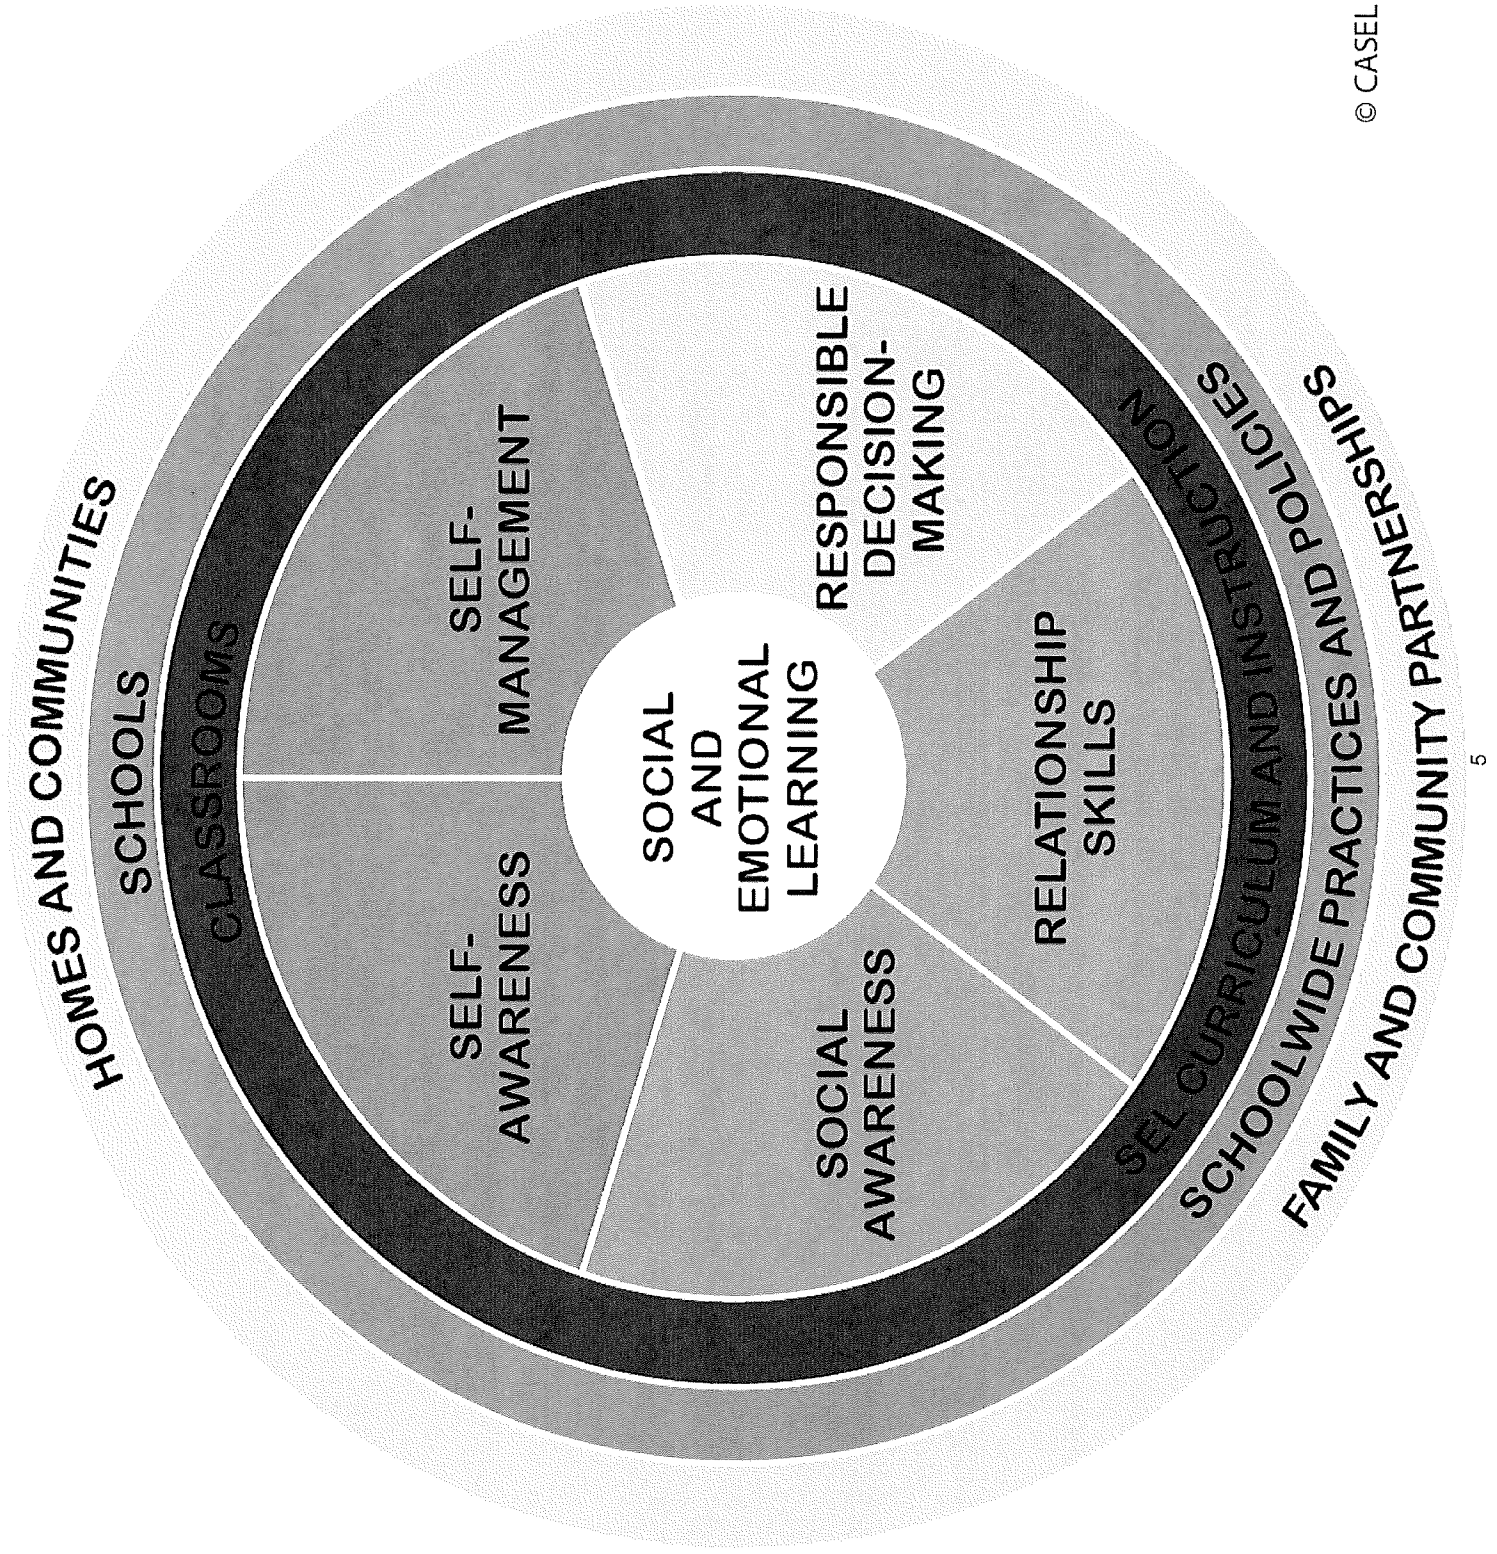 HOMES AND COMMUNITIES
SCHOOLS
CLASSROOMS
SELF-
AWARENESS
SELF-
MANAGEMENT
SOCIAL
AND
EMOTIONAL
LEARNING
SOCIAL
AWARENESS
RESPONSIBLE
DECISION-
MAKING
RELATIONSHIP
SKILLS
SEL CURRICULUM AND INSTRUCTION
SCHOOLWIDE PRACTICES AND POLICIES
FAMILY AND COMMUNITY PARTNERSHIPS
© CASEL
5